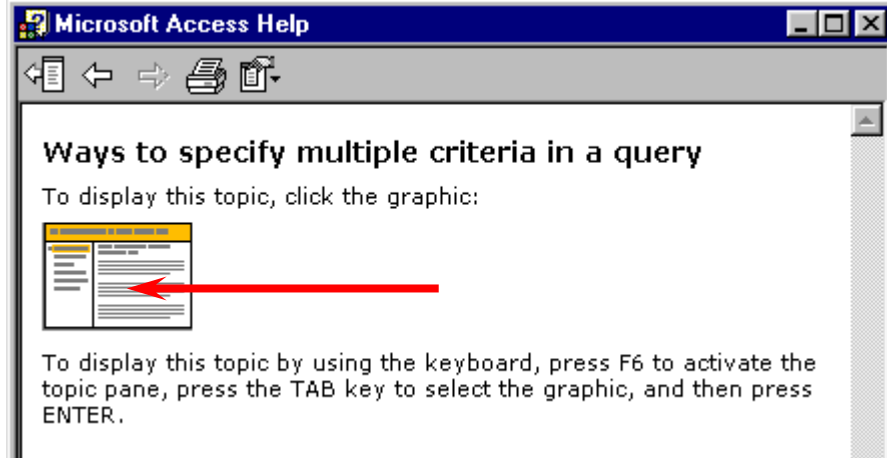 Microsoft Access Help
Ways to specify multiple criteria in a query
To display this topic, click the graphic:
To display this topic by using the keyboard, press F6 to activate the
topic pane, press the TAB key to select the graphic, and then press
ENTER.